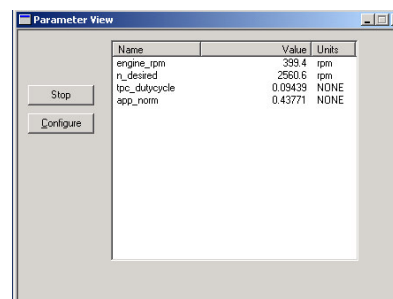 Parameter View
Name Value Units
engine_rpm 399.4 rpm
n_desired 2560.6 rpm
tpc_dutycycle 0.09439 NONE
app_norm 0.43771 NONE
Stop
Configure